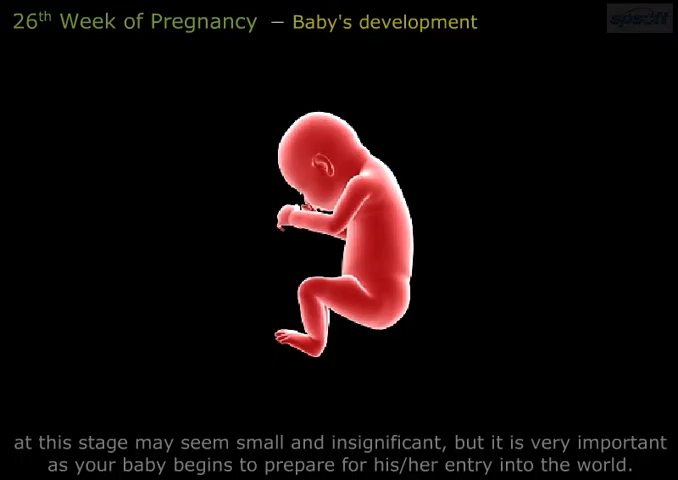 26th Week of Pregnancy – Baby's development
at this stage may seem small and insignificant, but it is very important
as your baby begins to prepare for his/her entry into the world.